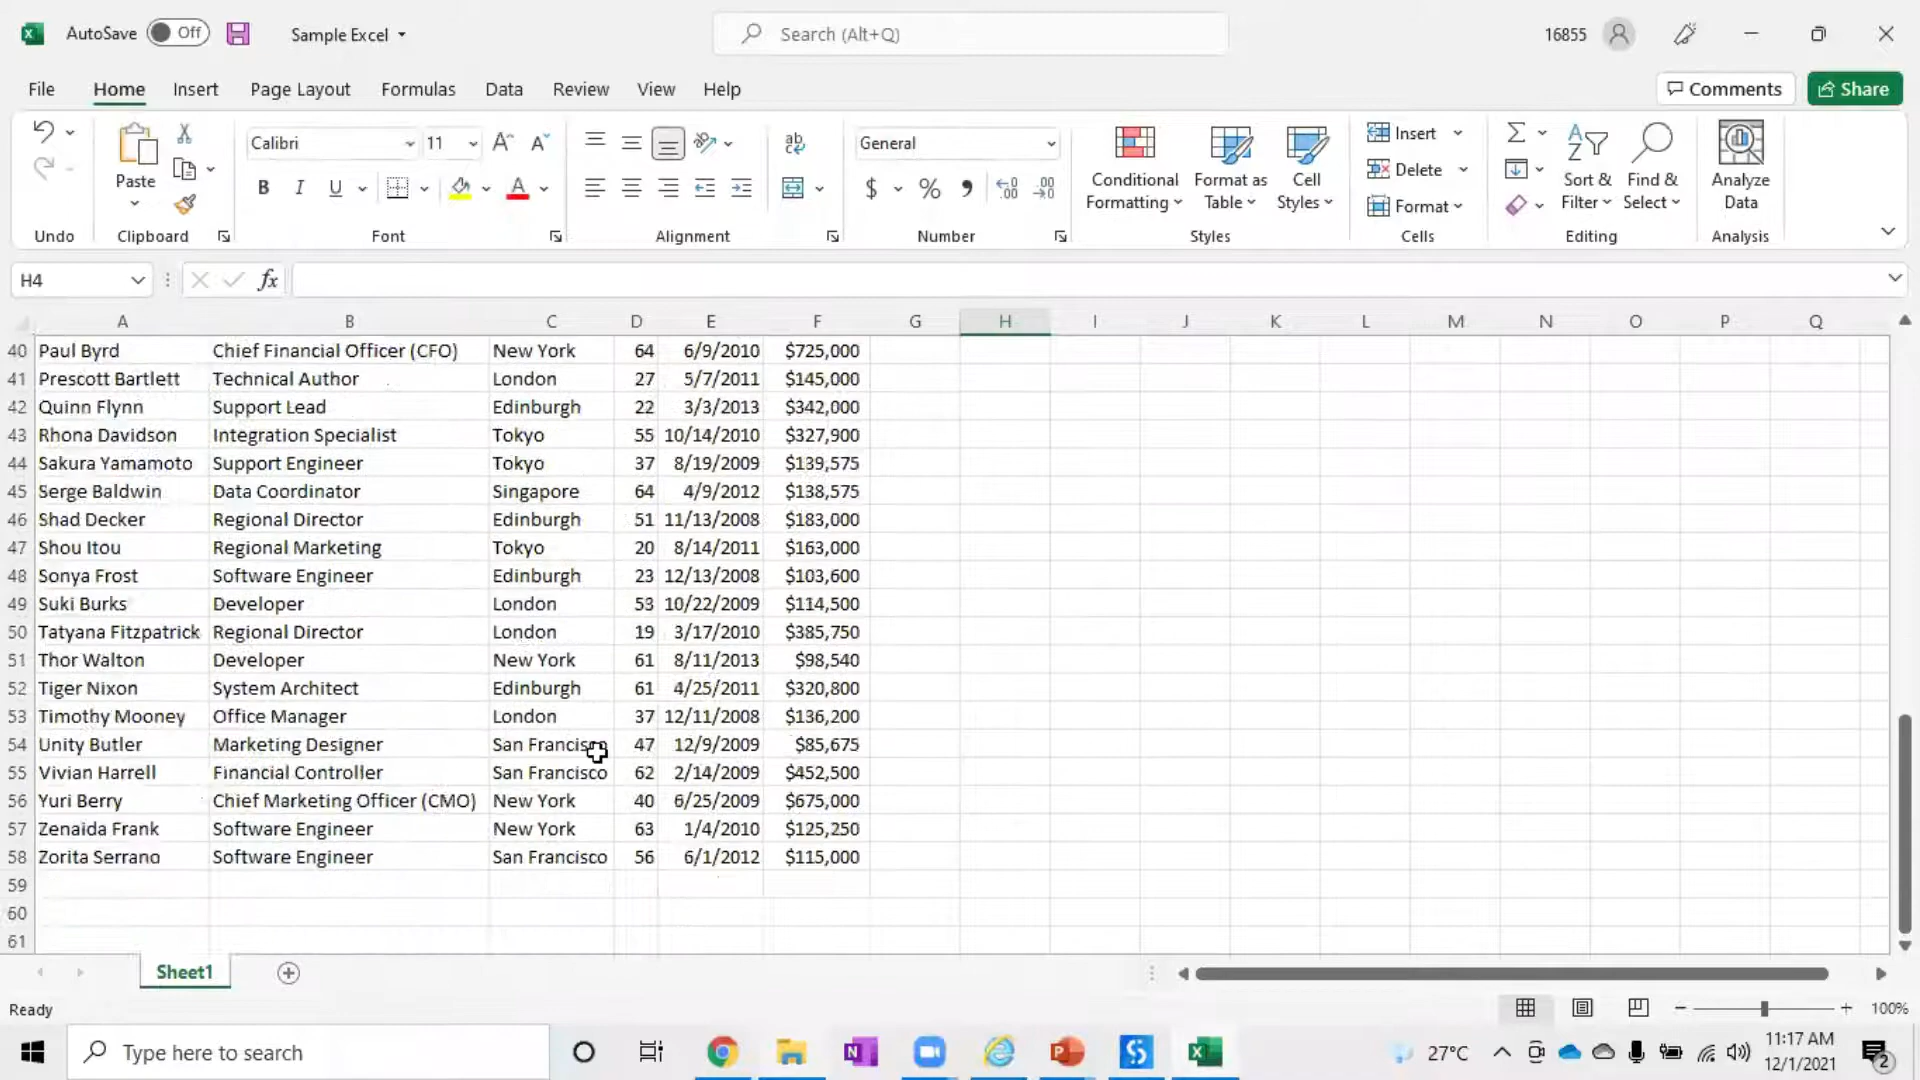 AutoSave Off Sample Excel Search (Alt+Q) 16855
File Home Insert Page Layout Formulas Data Review View Help Comments Share
Calibri 11 General Insert
Paste Conditional Formatting Format as Table Cell Styles Delete Sort & Filter Find & Select Analyze Data
Format
Undo Clipboard Font Alignment Number Styles Cells Editing Analysis
H4 fx
A B C D E F G H I J K L M N O P Q
40 Paul Byrd Chief Financial Officer (CFO) New York 64 6/9/2010 $725,000
41 Prescott Bartlett Technical Author London 27 5/7/2011 $145,000
42 Quinn Flynn Support Lead Edinburgh 22 3/3/2013 $342,000
43 Rhona Davidson Integration Specialist Tokyo 55 10/14/2010 $327,900
44 Sakura Yamamoto Support Engineer Tokyo 37 8/19/2009 $139,575
45 Serge Baldwin Data Coordinator Singapore 64 4/9/2012 $138,575
46 Shad Decker Regional Director Edinburgh 51 11/13/2008 $183,000
47 Shou Itou Regional Marketing Tokyo 20 8/14/2011 $163,000
48 Sonya Frost Software Engineer Edinburgh 23 12/13/2008 $103,600
49 Suki Burks Developer London 53 10/22/2009 $114,500
50 Tatyana Fitzpatrick Regional Director London 19 3/17/2010 $385,750
51 Thor Walton Developer New York 61 8/11/2013 $98,540
52 Tiger Nixon System Architect Edinburgh 61 4/25/2011 $320,800
53 Timothy Mooney Office Manager London 37 12/11/2008 $136,200
54 Unity Butler Marketing Designer San Francisco 47 12/9/2009 $85,675
55 Vivian Harrell Financial Controller San Francisco 62 2/14/2009 $452,500
56 Yuri Berry Chief Marketing Officer (CMO) New York 40 6/25/2009 $675,000
57 Zenaida Frank Software Engineer New York 63 1/4/2010 $125,250
58 Zorita Serrano Software Engineer San Francisco 56 6/1/2012 $115,000
59
60
61
Sheet1
Ready 100%
Type here to search 27°C 11:17 AM
12/1/2021 2